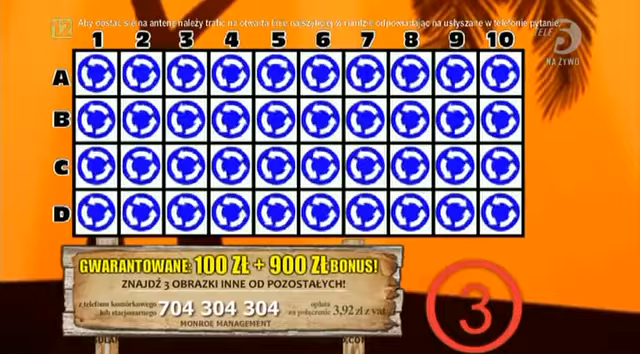 Aby dostać się na antenę należy trafić na otwartą linię i najszybciej w rundzie odpowiadając na usłyszane w telefonie pytanie.
12
TELE 5
NA ŻYWO
1 2 3 4 5 6 7 8 9 10
A
B
C
D
GWARANTOWANE: 100 ZŁ + 900 ZŁ BONUS!
ZNAJDŹ 3 OBRAZKI INNE OD POZOSTAŁYCH!
z telefonu komórkowego
lub stacjonarnego
704 304 304
opłata
za połączenie 3,92 zł z vat
MONROE MANAGEMENT
3